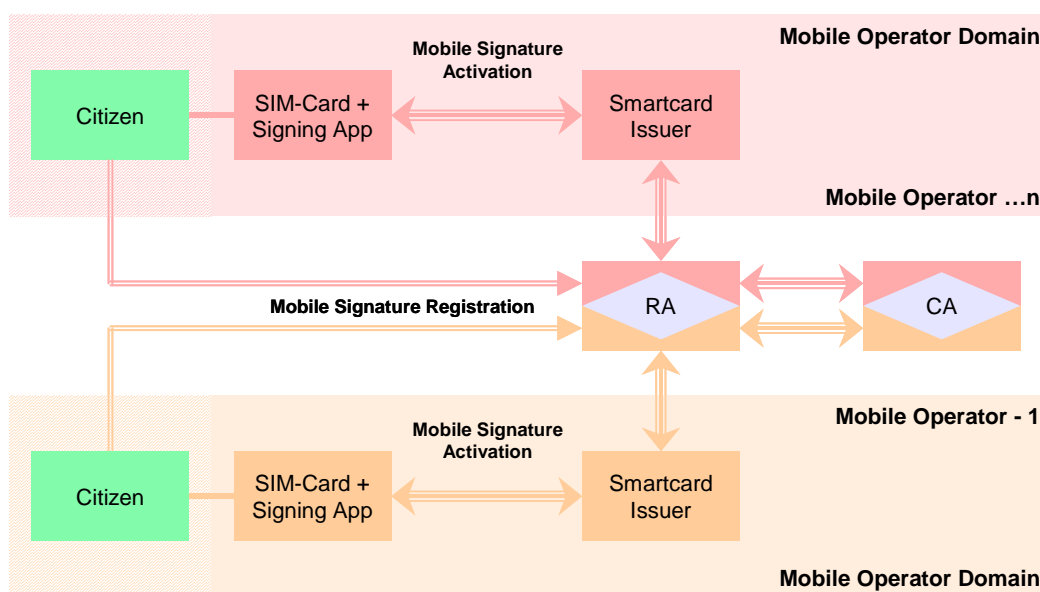 Mobile Operator Domain
Mobile Signature
Activation
Citizen
SIM-Card +
Signing App
Smartcard
Issuer
Mobile Operator …n
Mobile Signature Registration
RA
CA
Mobile Operator - 1
Mobile Signature
Activation
Citizen
SIM-Card +
Signing App
Smartcard
Issuer
Mobile Operator Domain